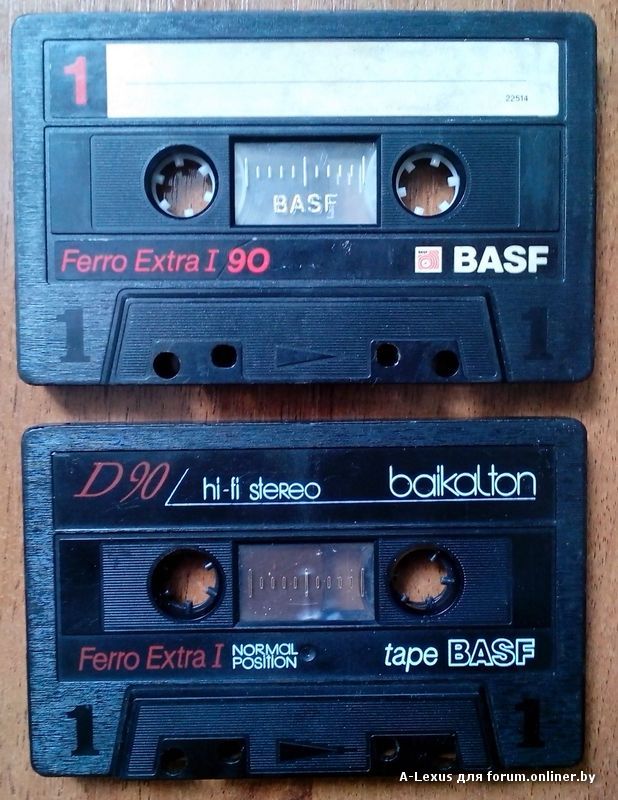 1
22514
BASF
Ferro Extra I 90
BASF
1 1
D90 / hi-fi stereo baikalton
Ferro Extra I NORMAL
POSITION
tape BASF
1 1
A-Lexus для forum.onliner.by